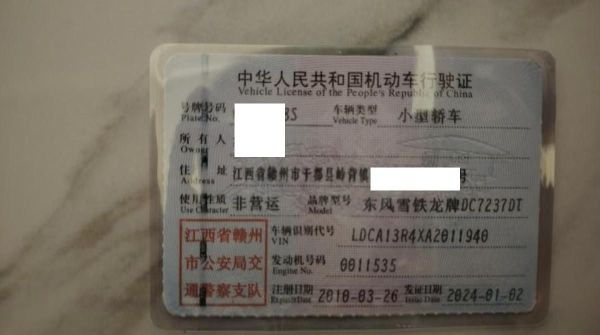 中华人民共和国机动车行驶证
Vehicle License of the People's Republic of China
号牌号码 8S 车辆类型 小型轿车
Plate No. Vehicle Type
所有人
Owner
住址 江西省赣州市于都县岭背镇 号
Address
使用性质 非营运 品牌型号 东风雪铁龙牌DC7237DT
Use Character Model
江西省赣州 车辆识别代号 LDCA13R4XA2011940
VIN
市公安局交 发动机号码 0011535
Engine No.
通警察支队 注册日期 2010-03-26 发证日期 2024-01-02
Register Date Issue Date